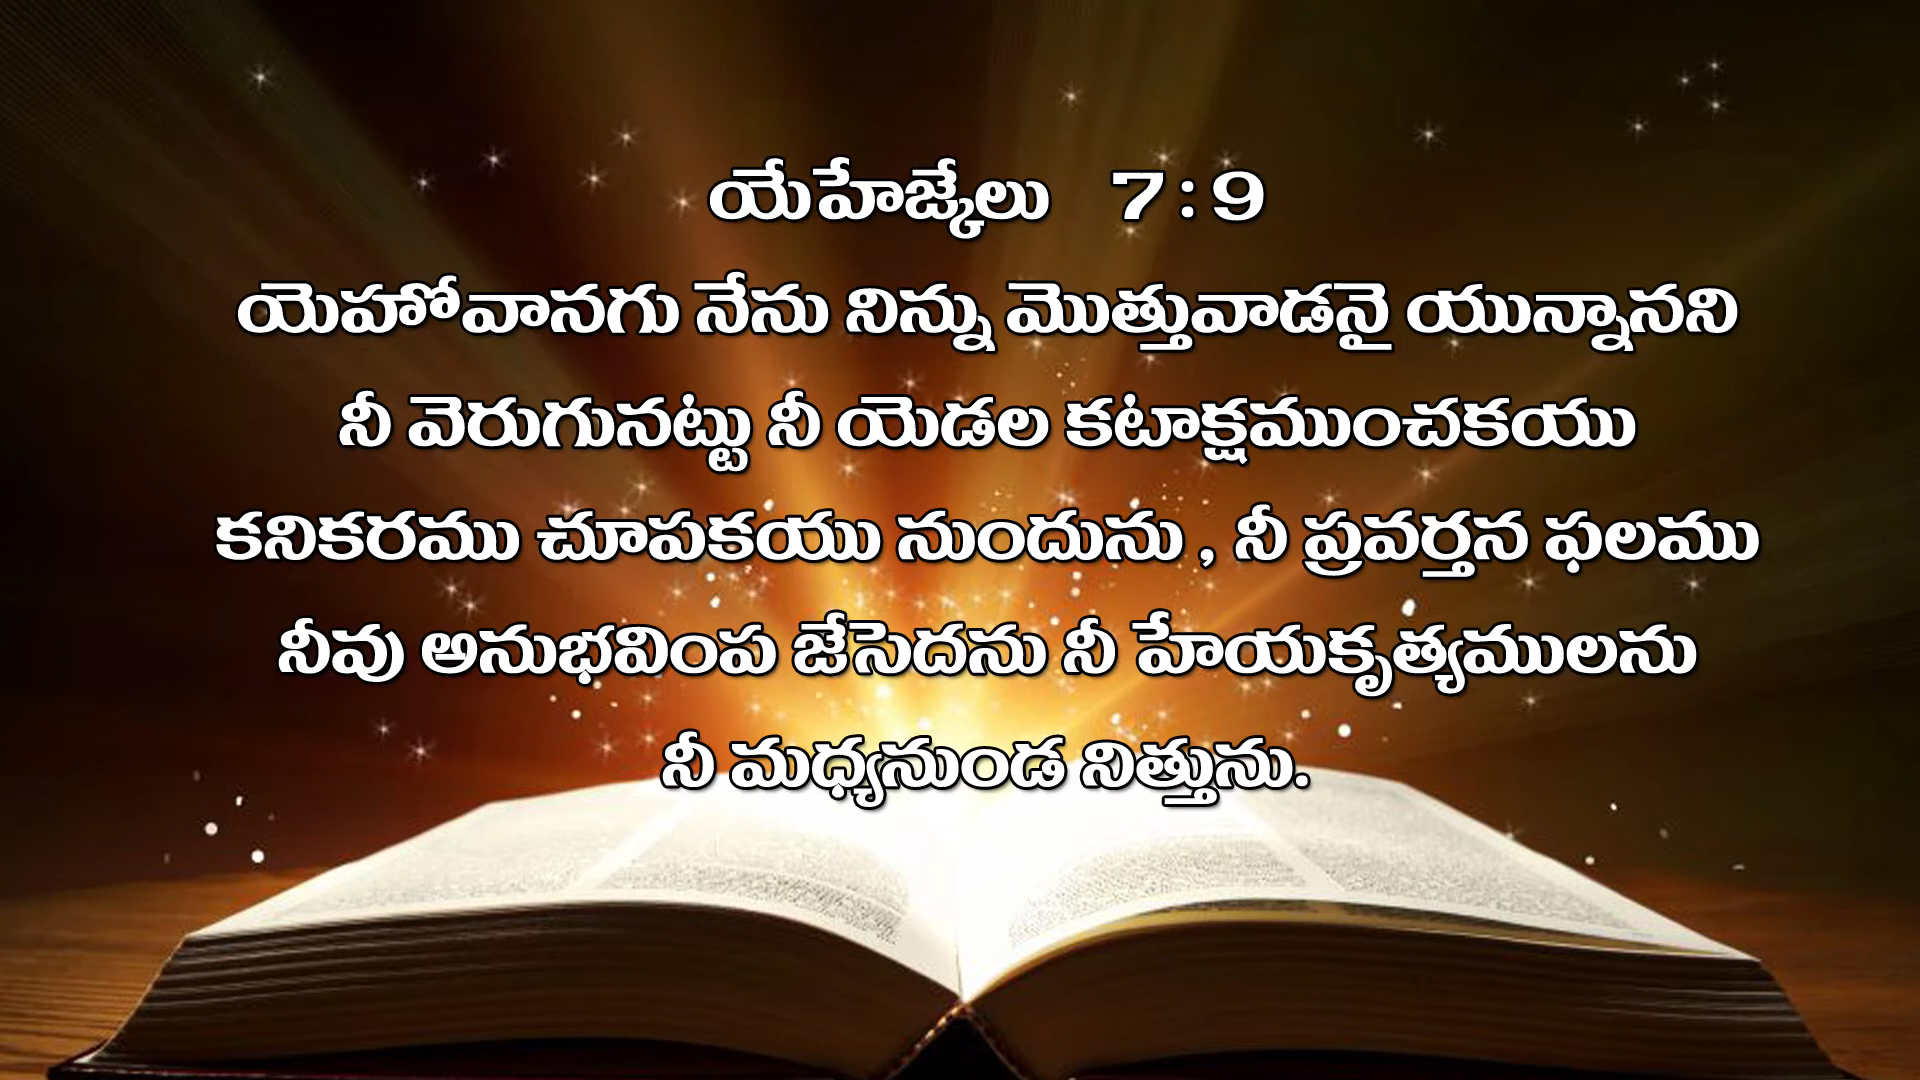 యేహేజ్కేలు 7:9
యెహోవానగు నేను నిన్ను మొత్తువాడనై యున్నానని
నీ వెరుగునట్టు నీ యెడల కటాక్షముంచకయు
కనికరము చూపకయు నుందును , నీ ప్రవర్తన ఫలము
నీవు అనుభవింప జేసెదను నీ హేయకృత్యములను
నీ మధ్యనుండ నిత్తును.